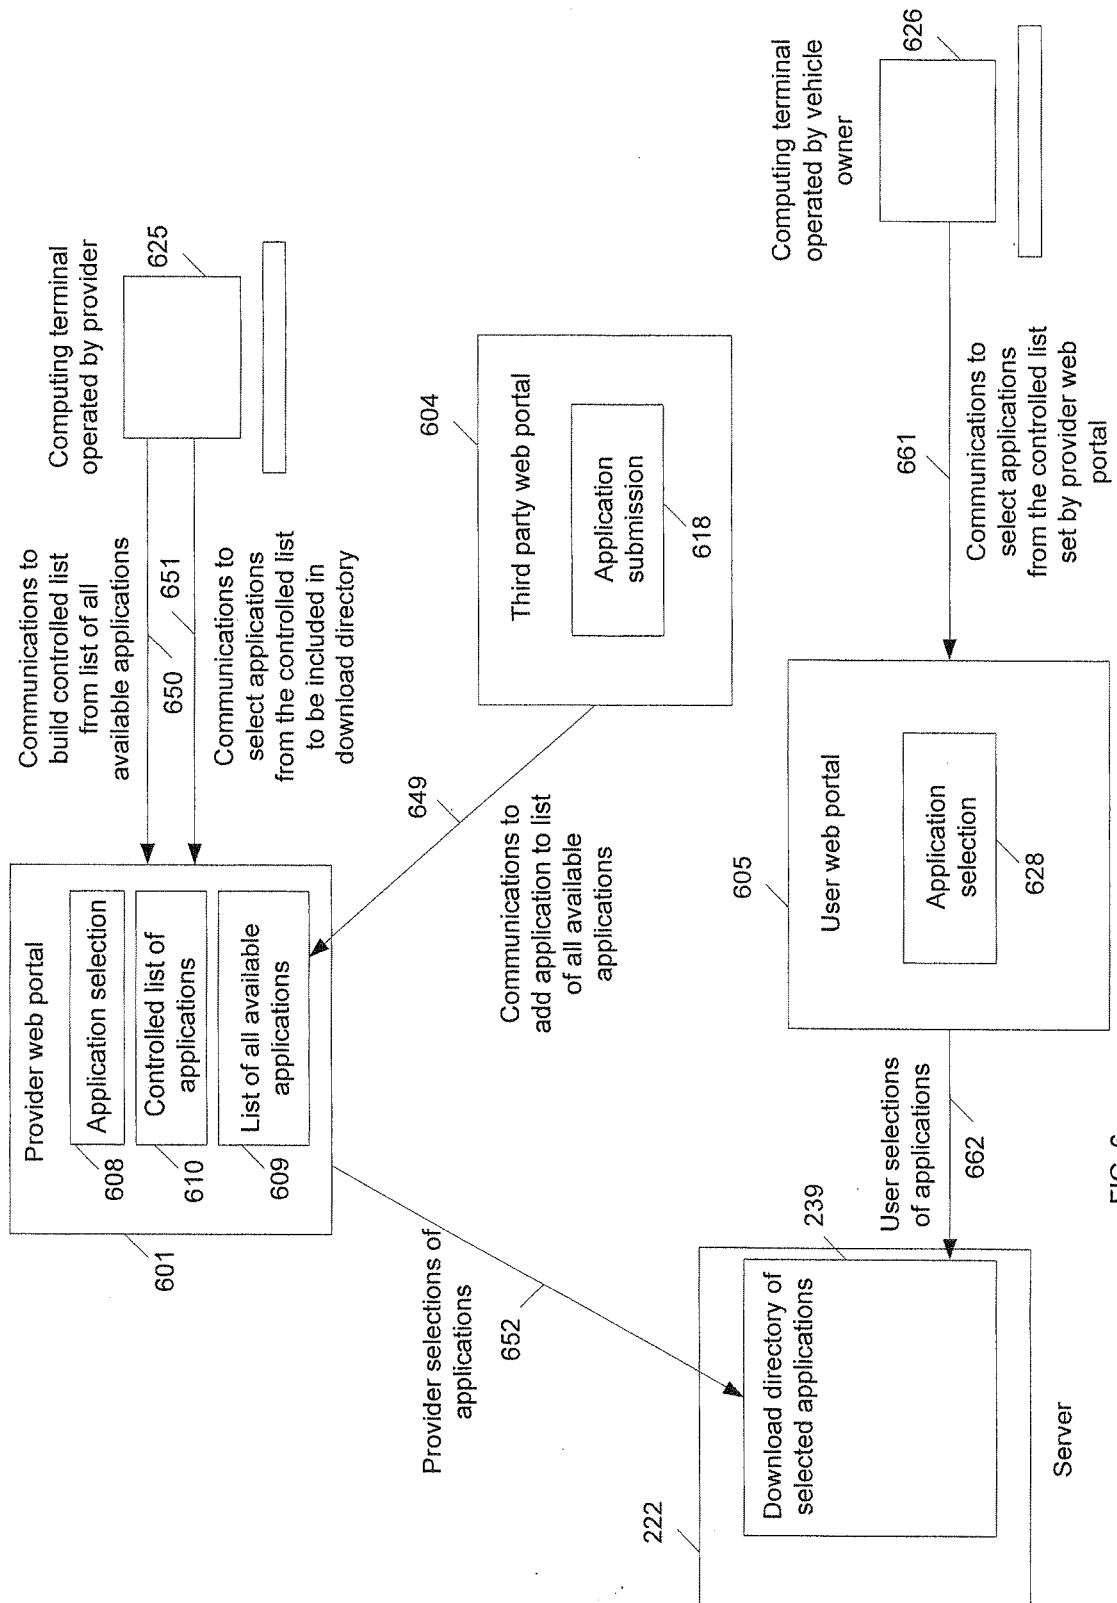 Provider web portal
Application selection
608
Controlled list of
applications
610
List of all available
applications
609
601
Communications to
build controlled list
from list of all
available applications
650
651
Communications to
select applications
from the controlled list
to be included in
download directory
Computing terminal
operated by provider
625
649
Communications to
add application to list
of all available
applications
604
Third party web portal
Application
submission
618
Provider selections of
applications
652
222
Download directory of
selected applications
239
Server
User selections
of applications
662
605
User web portal
Application
selection
628
661
Communications to
select applications
from the controlled list
set by provider web
portal
Computing terminal
operated by vehicle
owner
626